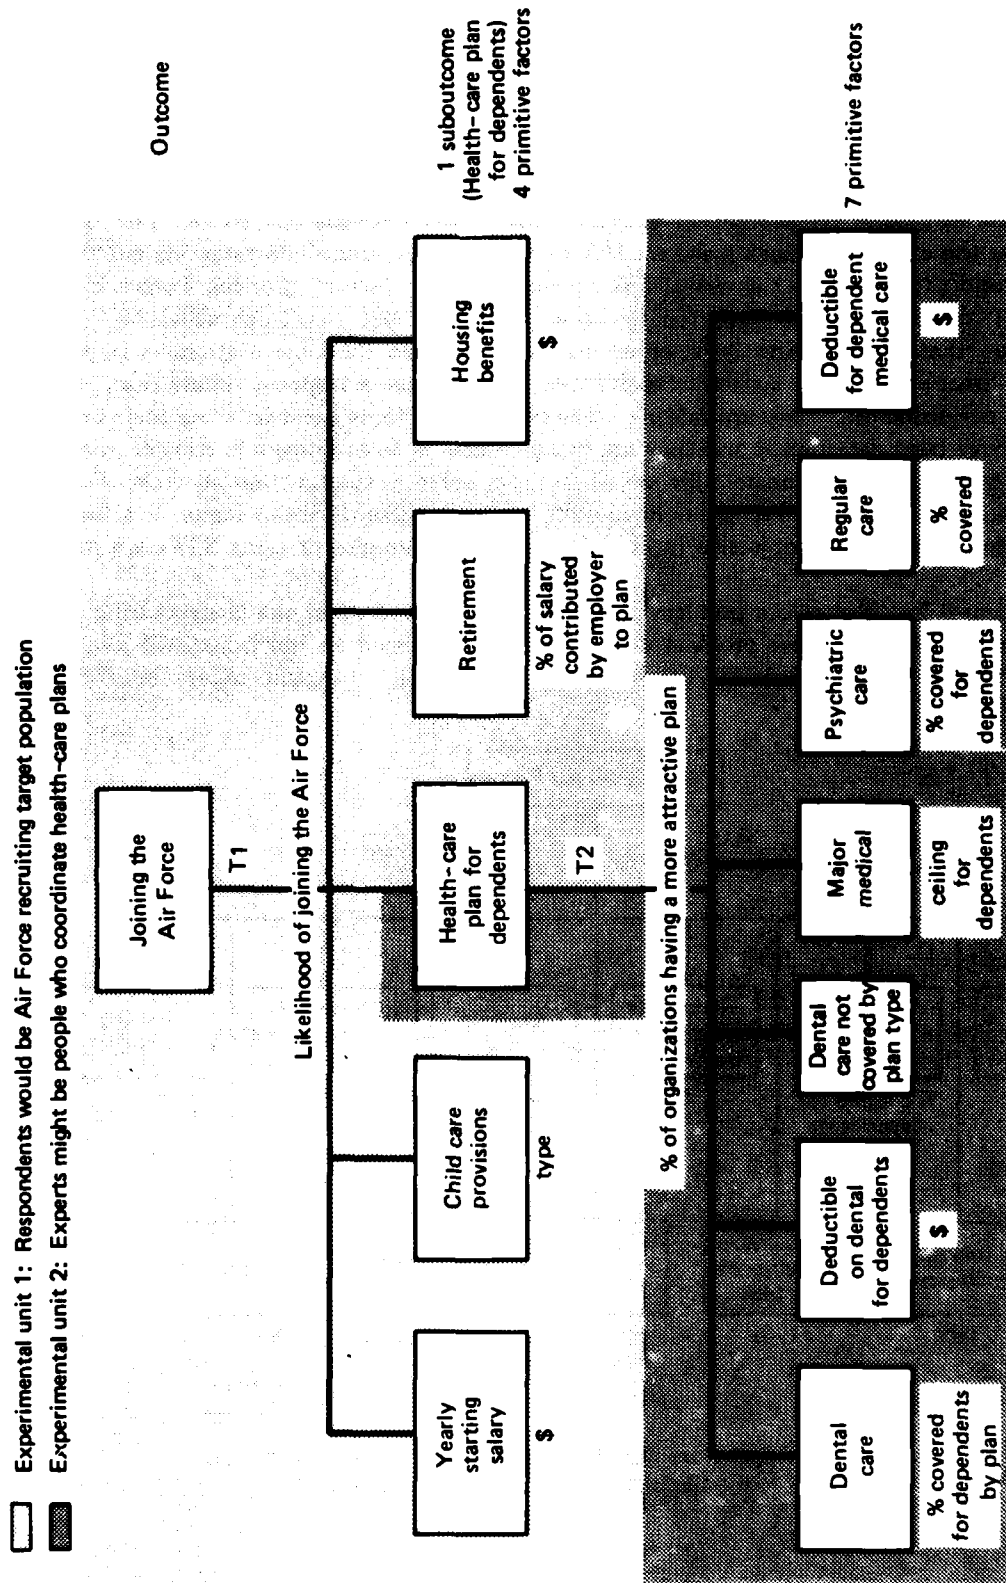 Experimental unit 1: Respondents would be Air Force recruiting target population
Experimental unit 2: Experts might be people who coordinate health-care plans
Outcome
Joining the
Air Force
T1
Likelihood of joining the Air Force
1 suboutcome
(Health-care plan
for dependents)
4 primitive factors
Yearly
starting
salary
$
Child care
provisions
type
Health-care
plan for
dependents
T2
Retirement
% of salary
contributed
by employer
to plan
Housing
benefits
$
% of organizations having a more attractive plan
7 primitive factors
Dental
care
% covered
for dependents
by plan
Deductible
on dental
for dependents
$
Dental
care not
covered by
plan type
Major
medical
ceiling
for
dependents
Psychiatric
care
% covered
for
dependents
Regular
care
%
covered
Deductible
for dependent
medical care
$